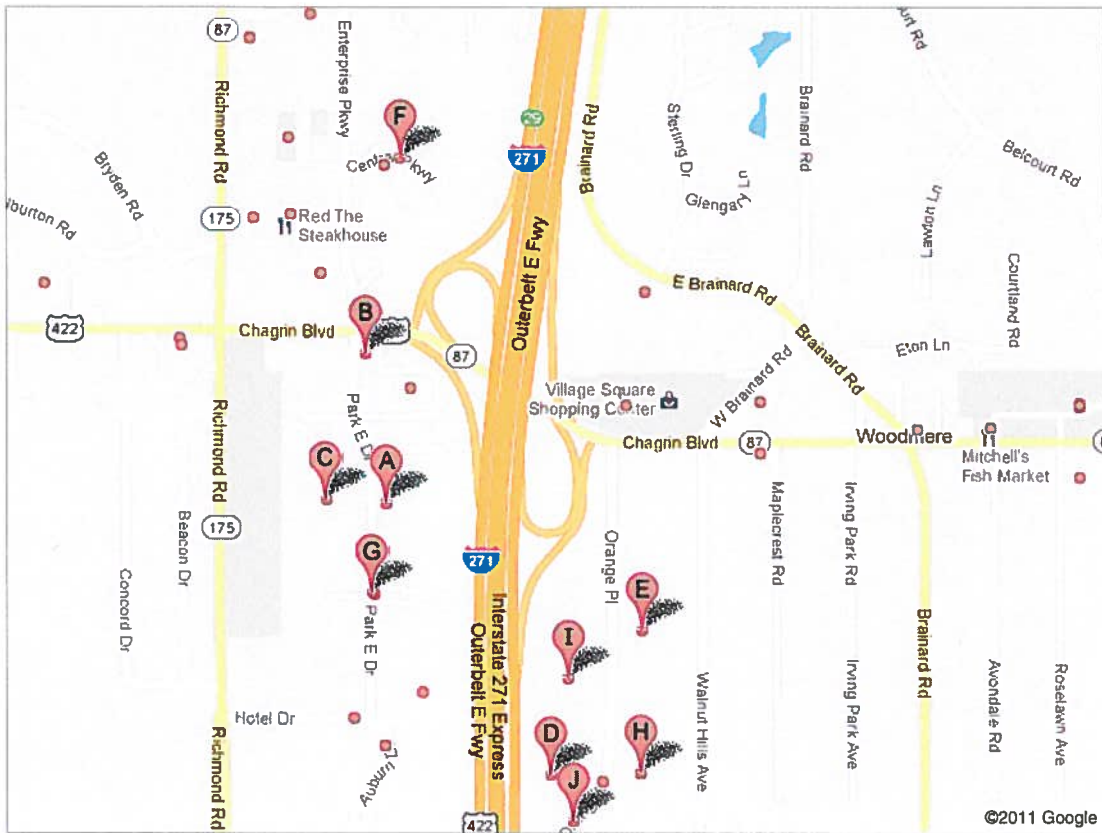 87
Enterprise Pkwy
Richmond Rd
Bryden Rd
F
29
271
Brainard Rd
Sterling Dr
Glengary Ln
Brainard Rd
Belcourt Rd
Lawton Ln
Courtland Rd
175
Red The
Steakhouse
Outerbelt E Fwy
E Brainard Rd
B
422
Chagrin Blvd
87
Brainard Rd
Eton Ln
W Brainard Rd
Village Square
Shopping Center
Richmond Rd
Park E Dr
Chagrin Blvd
87
Woodmere
Mitchell's
Fish Market
C
A
175
Beacon Dr
Concord Dr
G
271
Orange Pl
E
Maplecrest Rd
Irving Park Rd
Brainard Rd
Park E Dr
Interstate 271 Express
Outerbelt E Fwy
I
Walnut Hills Ave
Irving Park Ave
Avondale Rd
Roselawn Ave
Hotel Dr
Richmond Rd
D
H
Auburn
J
422
©2011 Google